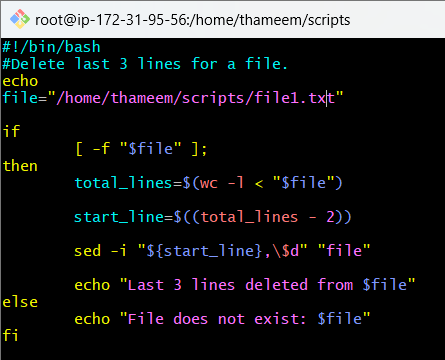 root@ip-172-31-95-56:/home/thameem/scripts
#!/bin/bash
#Delete last 3 lines for a file.
echo
file="/home/thameem/scripts/file1.txt"
if
[ -f "$file" ];
then
total_lines=$(wc -l < "$file")
start_line=$((total_lines - 2))
sed -i "${start_line},\$d" "file"
echo "Last 3 lines deleted from $file"
else
echo "File does not exist: $file"
fi